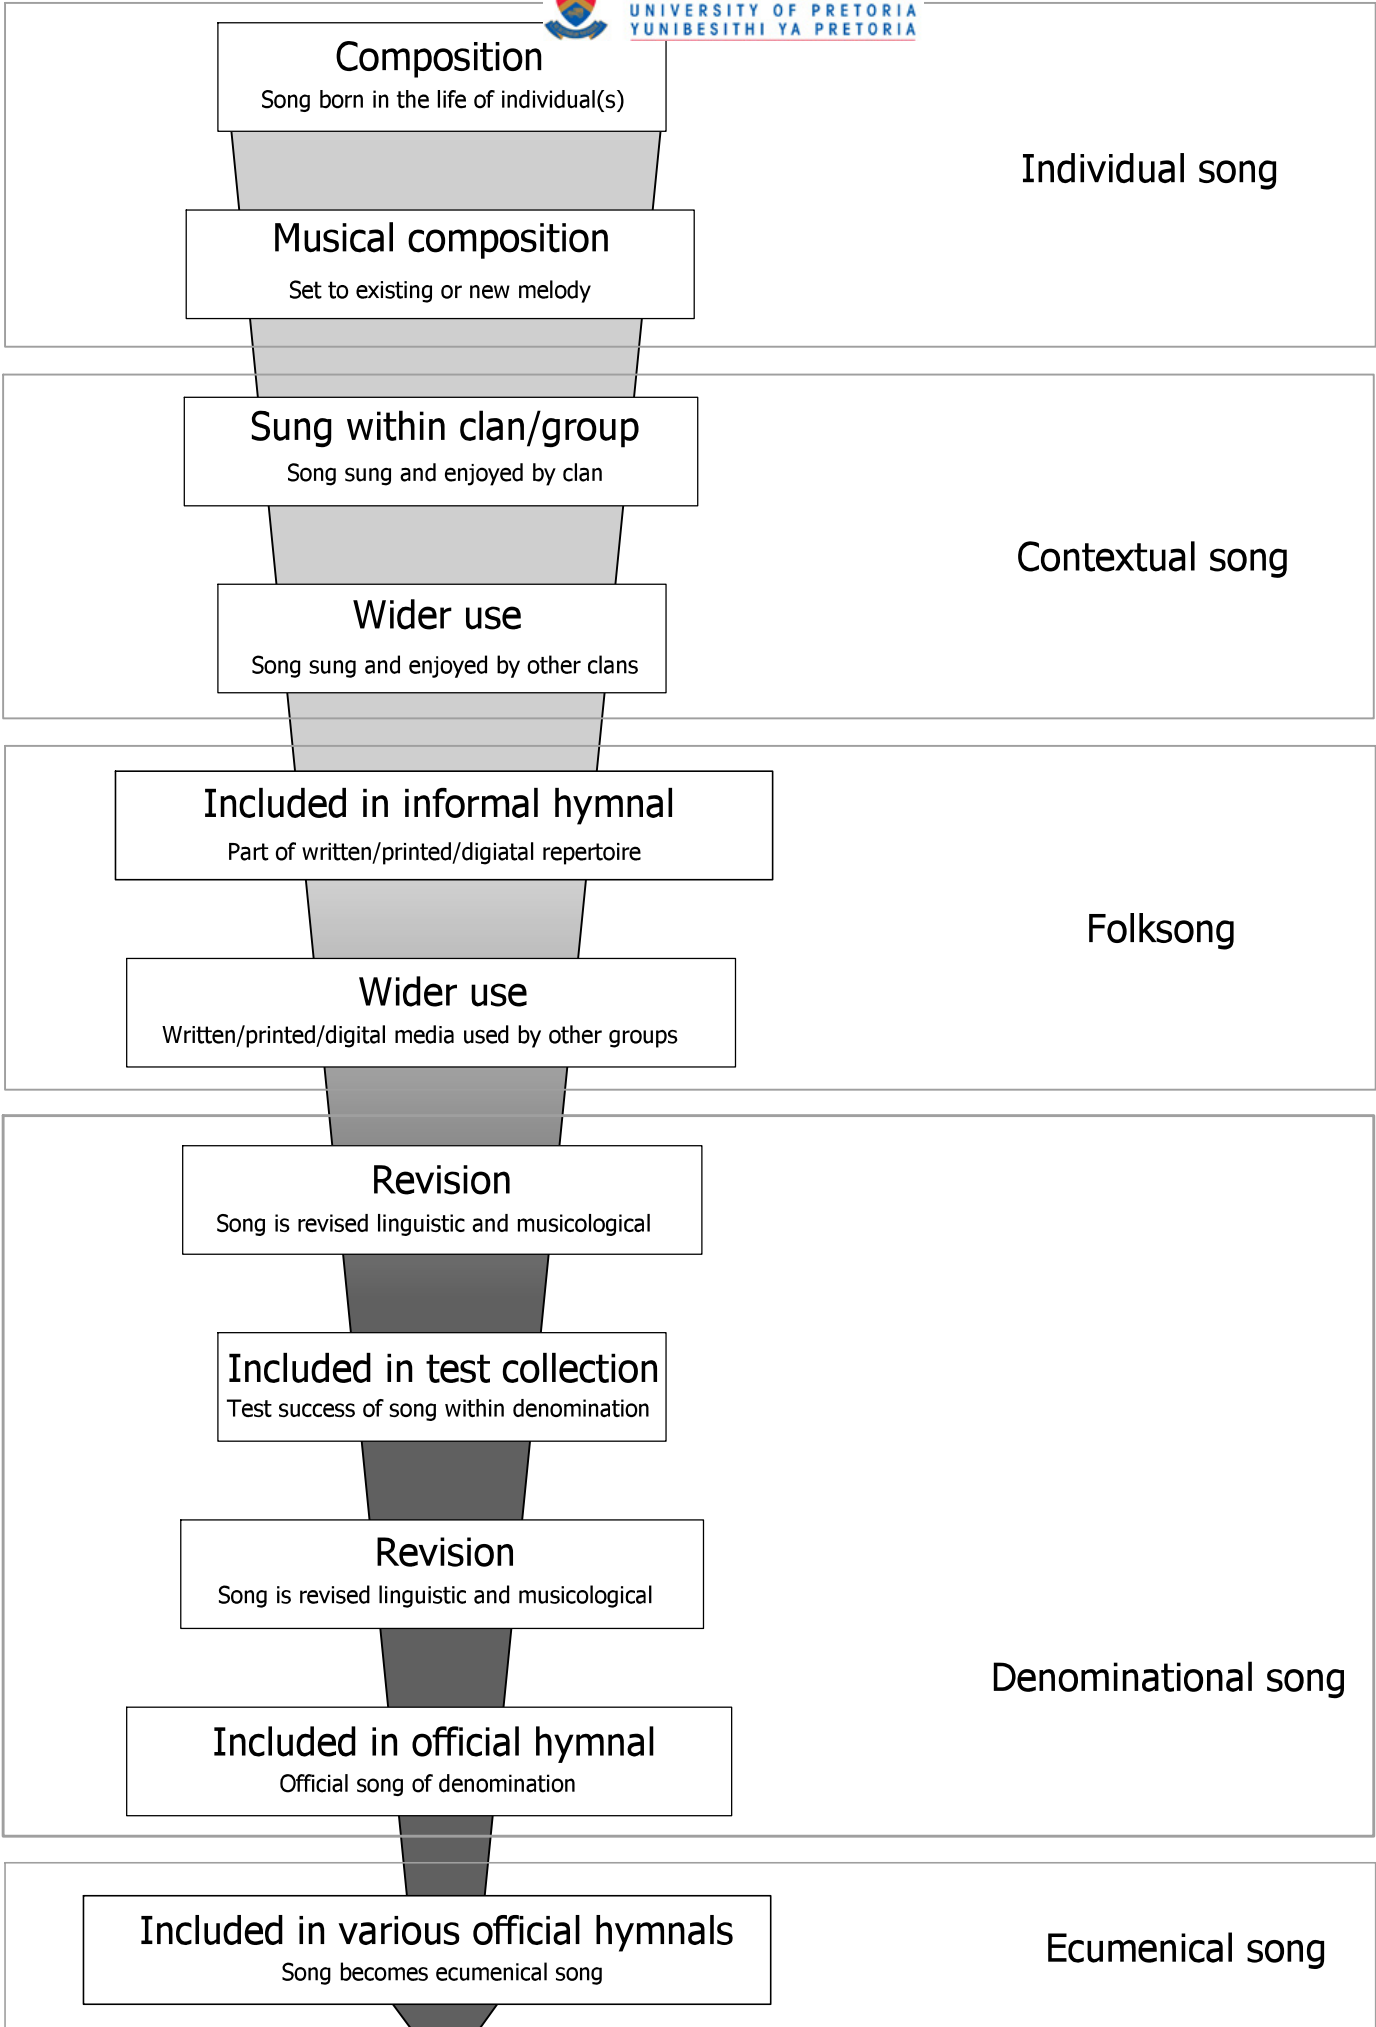 UNIVERSITY OF PRETORIA
YUNIBESITHI YA PRETORIA
Composition
Song born in the life of individual(s)
Individual song
Musical composition
Set to existing or new melody
Sung within clan/group
Song sung and enjoyed by clan
Contextual song
Wider use
Song sung and enjoyed by other clans
Included in informal hymnal
Part of written/printed/digiatal repertoire
Folksong
Wider use
Written/printed/digital media used by other groups
Revision
Song is revised linguistic and musicological
Included in test collection
Test success of song within denomination
Revision
Song is revised linguistic and musicological
Denominational song
Included in official hymnal
Official song of denomination
Included in various official hymnals
Song becomes ecumenical song
Ecumenical song